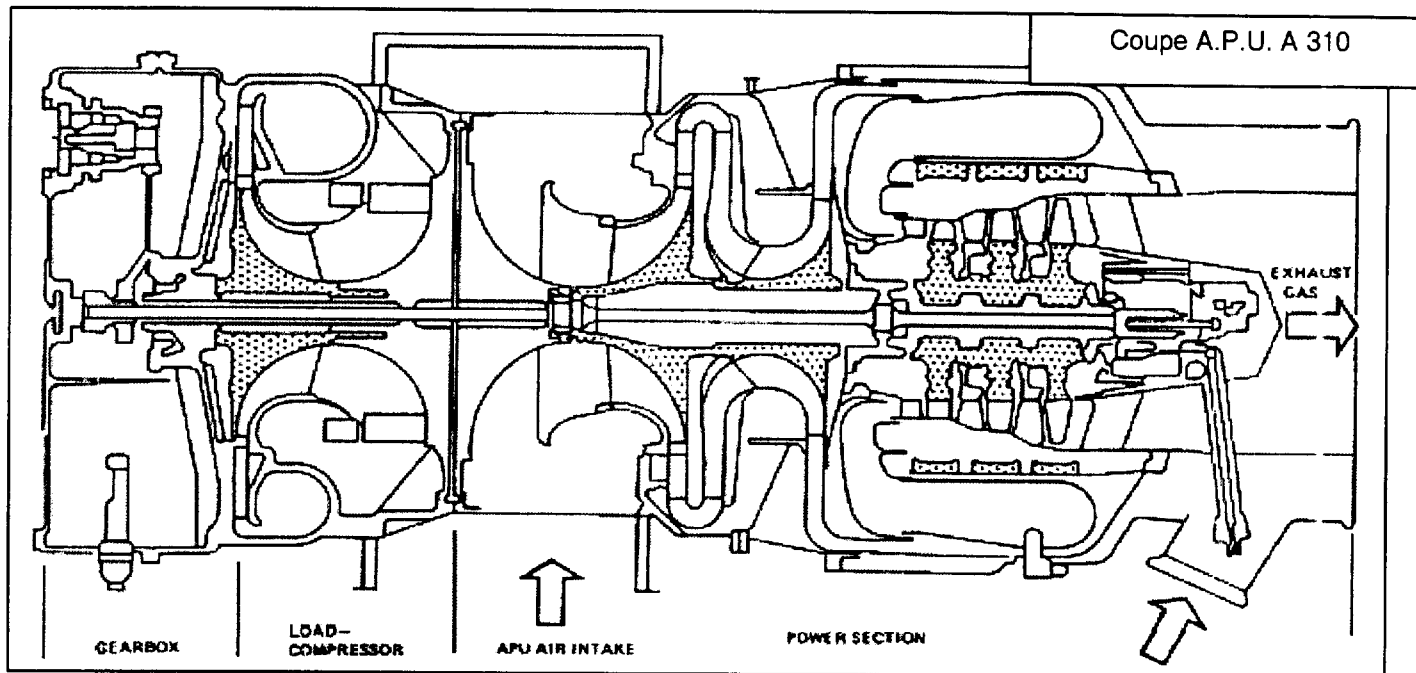 Coupe A.P.U. A 310
EXHAUST
GAS
GEARBOX
LOAD-
COMPRESSOR
APU AIR INTAKE
POWER SECTION